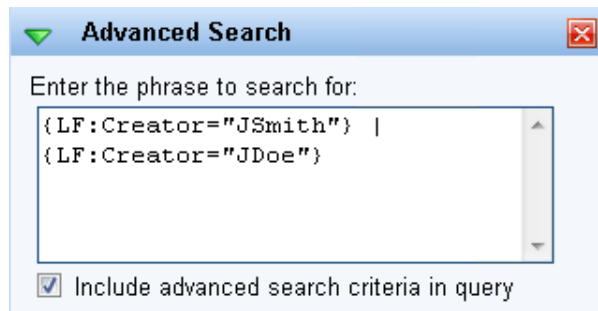 Advanced Search
Enter the phrase to search for:
{LF:Creator="JSmith"} |
{LF:Creator="JDoe"}
Include advanced search criteria in query